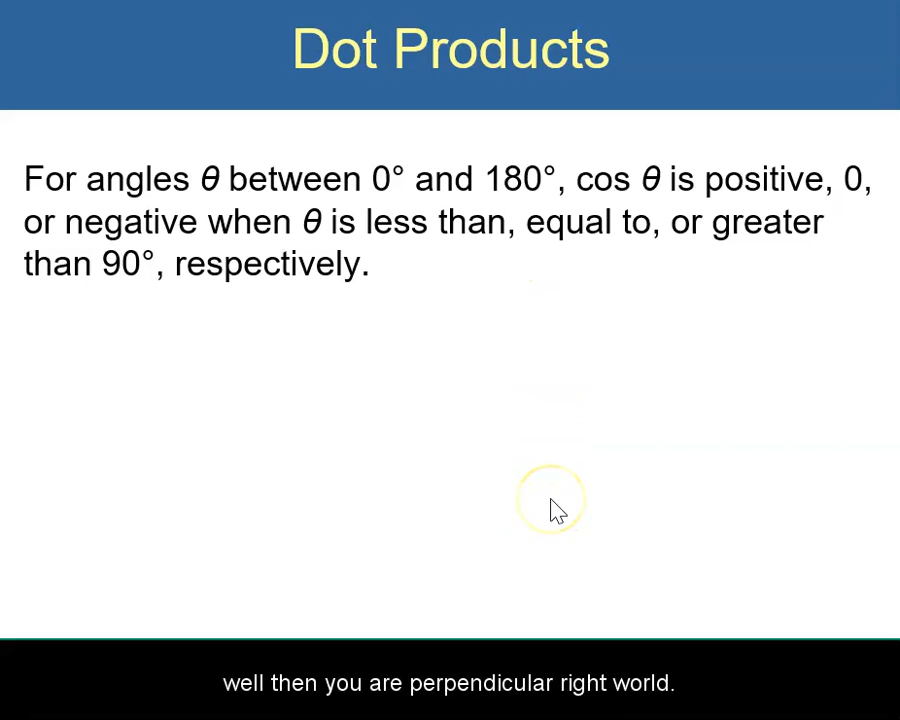 Dot Products
For angles θ between 0° and 180°, cos θ is positive, 0,
or negative when θ is less than, equal to, or greater
than 90°, respectively.
well then you are perpendicular right world.